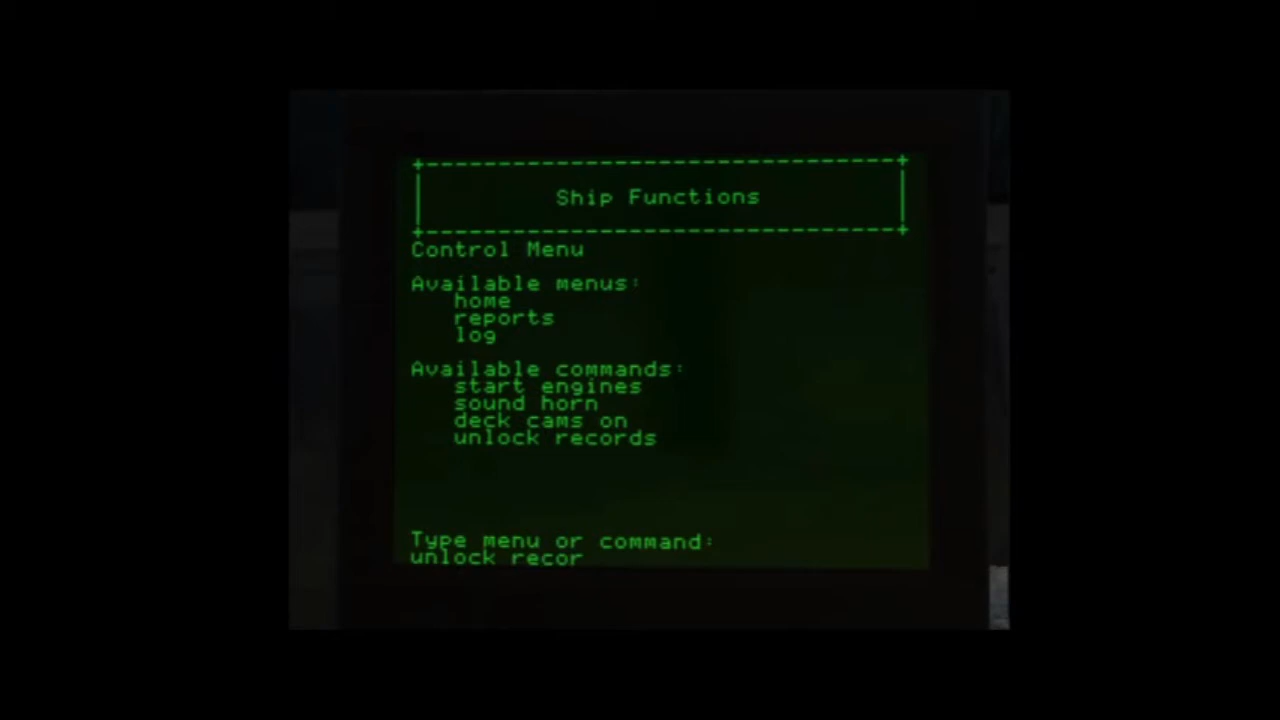 Ship Functions
Control Menu
Available menus:
home
reports
log
Available commands:
start engines
sound horn
deck cams on
unlock records
Type menu or command:
unlock recor